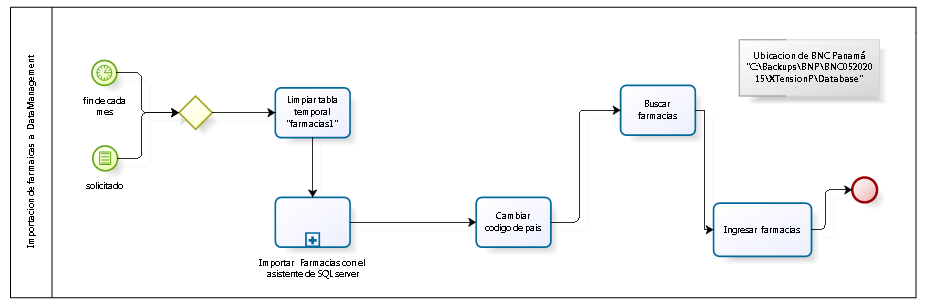 Importacion de farmaicas a DataManagement
fin de cada
mes
solicitado
Limpiar tabla
temporal
"farmacias1"
Importar Farmacias con el
asistente de SQL server
Cambiar
codigo de pais
Buscar
farmacias
Ingresar farmacias
Ubicacion de BNC Panamá
"C:\Backups\BNP\BNC052020
15\XTensionP\Database"